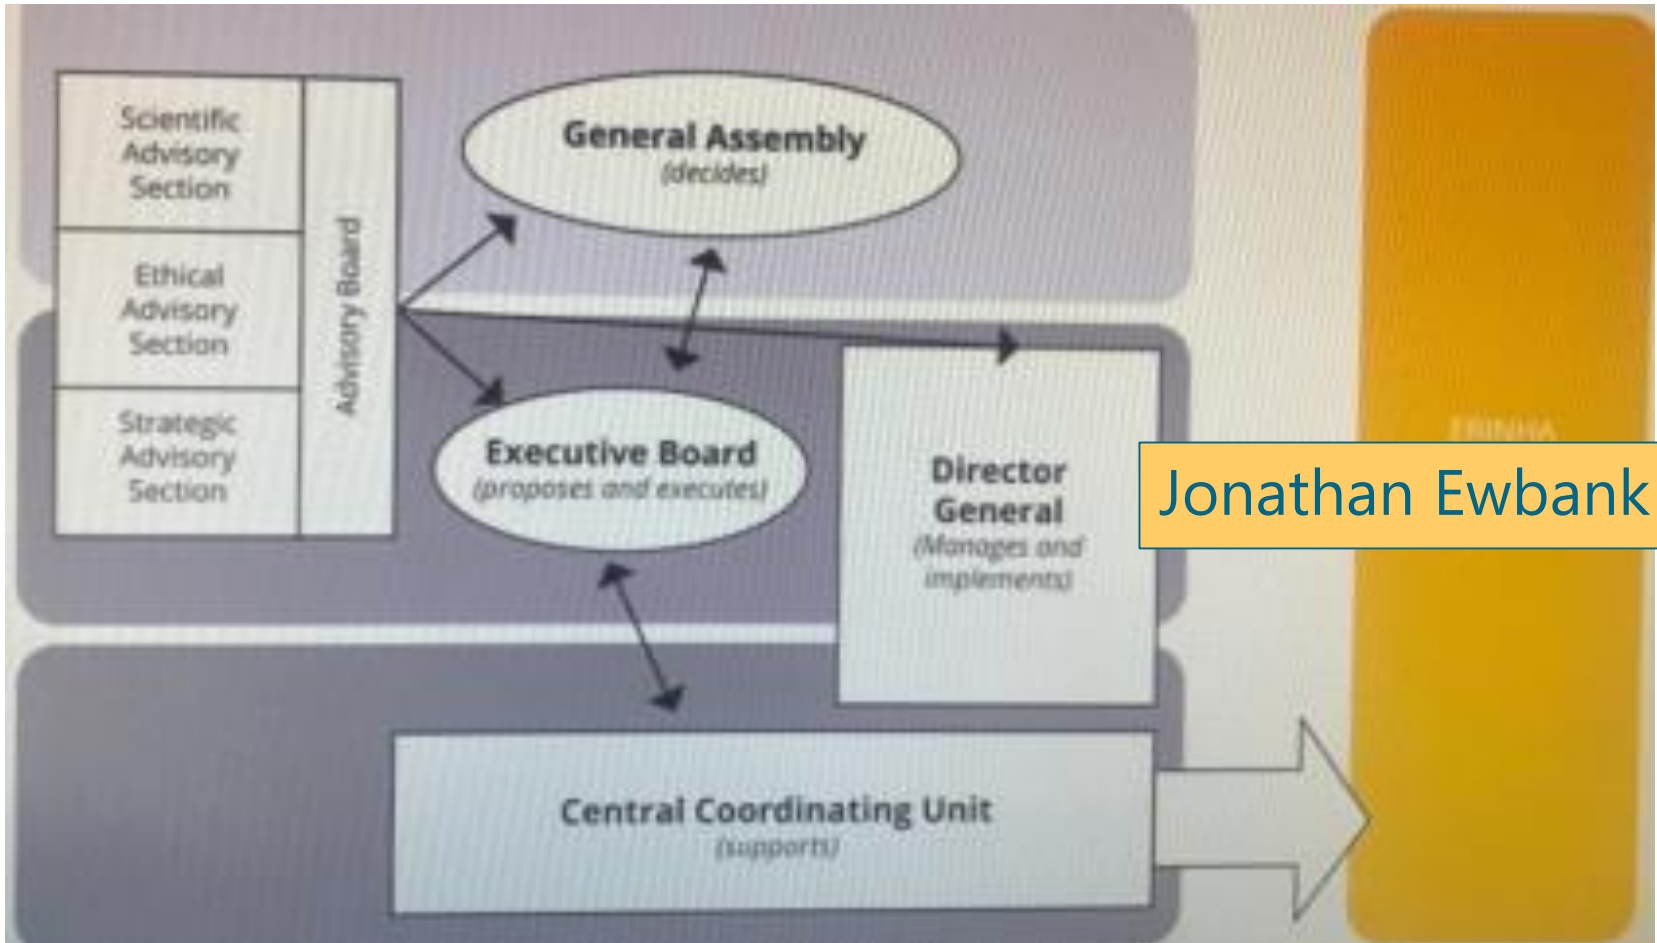 Scientific
Advisory
Section
Ethical
Advisory
Section
Strategic
Advisory
Section
Advisory Board
General Assembly
(decides)
Executive Board
(proposes and executes)
Director
General
(Manages and
implements)
Jonathan Ewbank
ERINHA
Central Coordinating Unit
(supports)